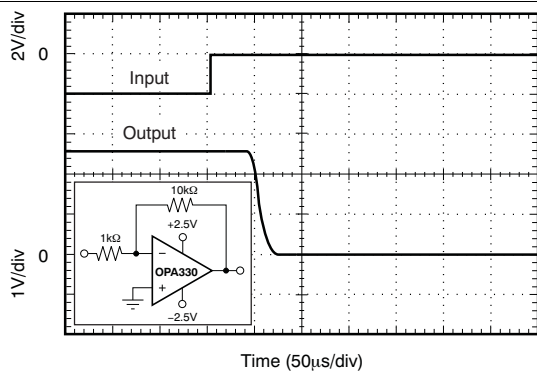 2V/div
0
Input
Output
10kΩ
+2.5V
1kΩ
−
OPA330
+
−2.5V
0
1V/div
Time (50μs/div)